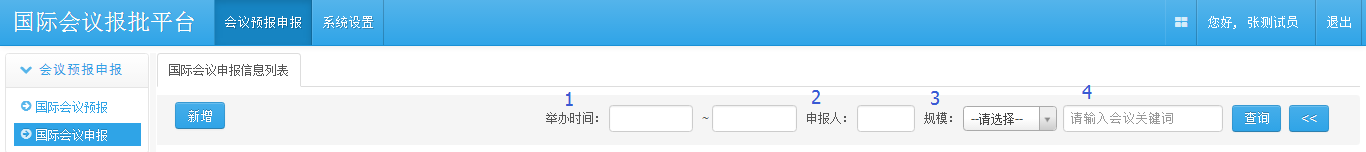 国际会议报批平台 会议预报申报 系统设置 您好, 张测试员 退出
会议预报申报 国际会议申报信息列表
1 2 3 4
国际会议预报 新增 举办时间: ~ 申报人: 规模: --请选择-- 请输入会议关键词 查询 <<
国际会议申报